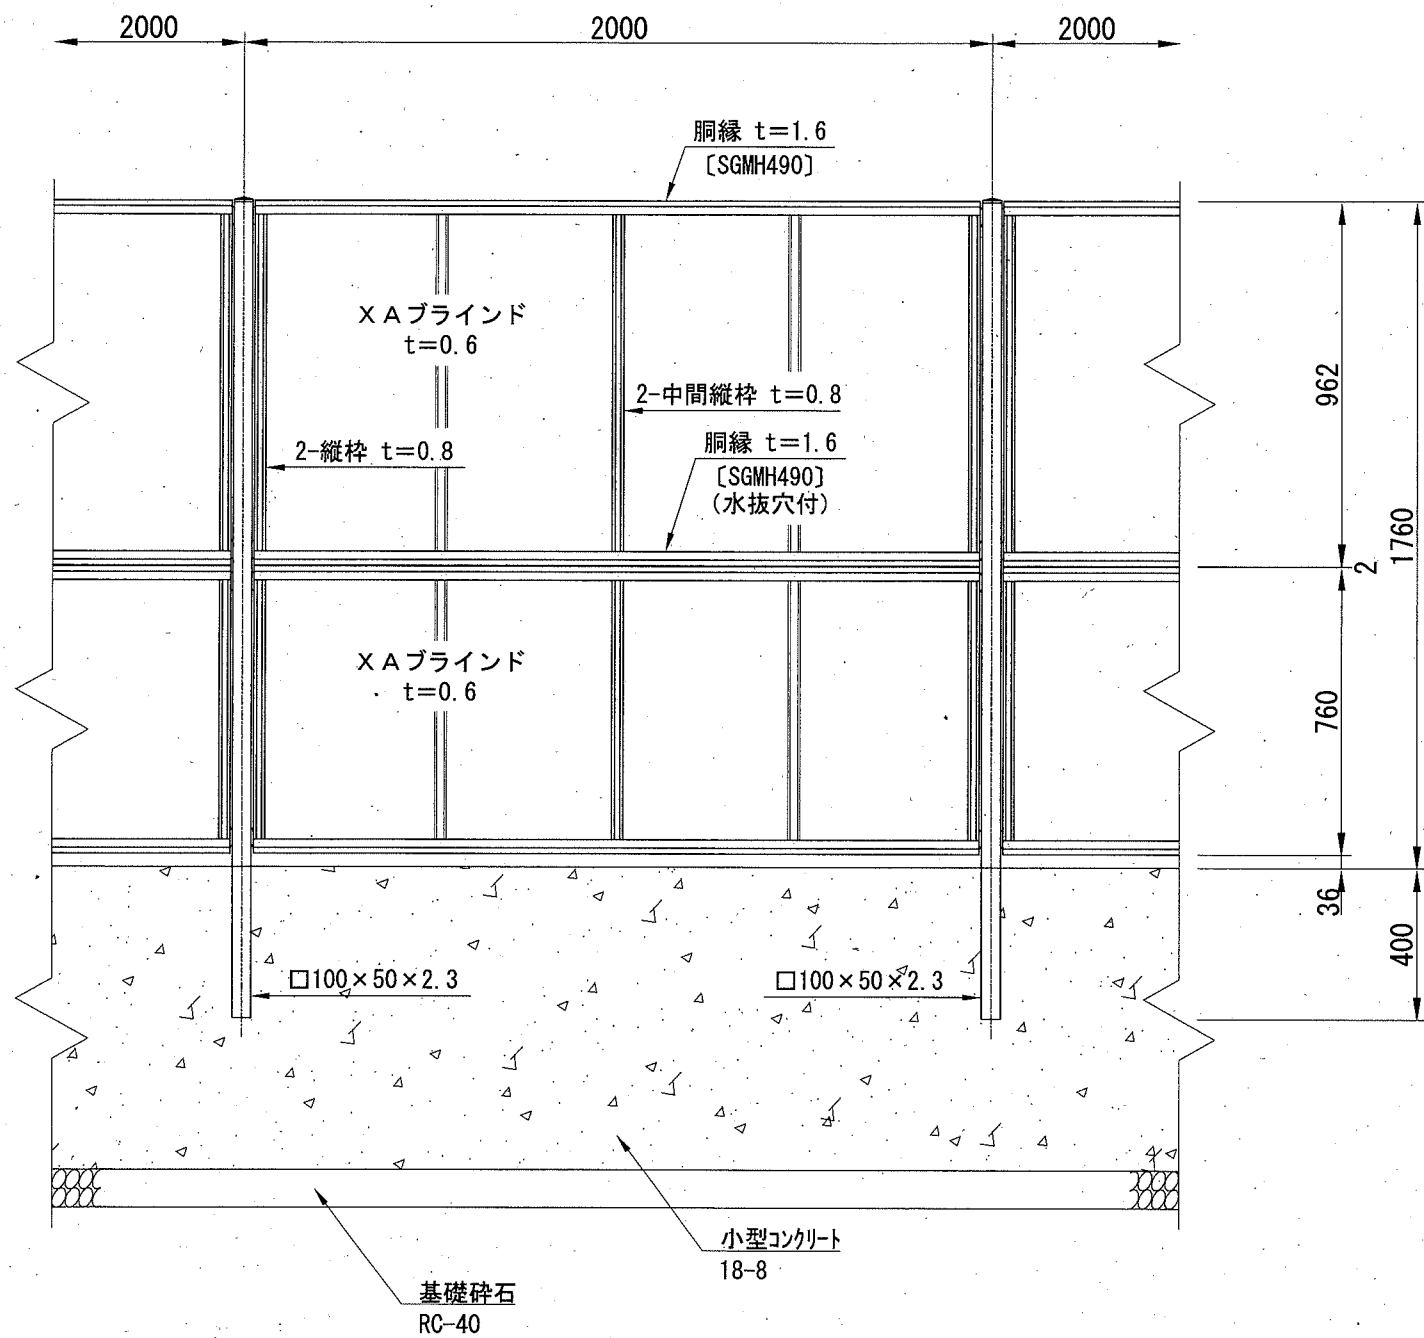 2000
2000
2000
胴縁 t=1.6
〔SGMH490〕
XAブラインド
t=0.6
962
2-中間縦枠 t=0.8
2-縦枠 t=0.8
胴縁 t=1.6
〔SGMH490〕
(水抜穴付)
1760
2
XAブラインド
t=0.6
760
36
400
□100×50×2.3
□100×50×2.3
小型コンクリート
18-8
基礎砕石
RC-40